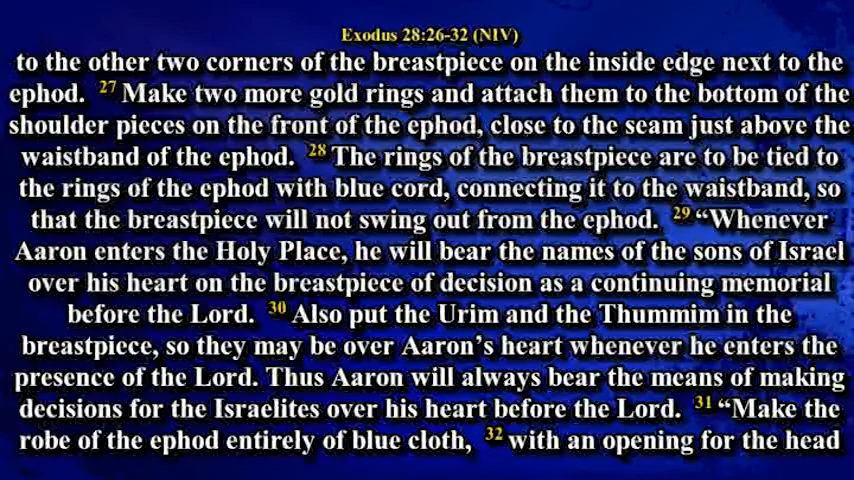 Exodus 28:26-32 (NIV)
to the other two corners of the breastpiece on the inside edge next to the
ephod. 27 Make two more gold rings and attach them to the bottom of the
shoulder pieces on the front of the ephod, close to the seam just above the
waistband of the ephod. 28 The rings of the breastpiece are to be tied to
the rings of the ephod with blue cord, connecting it to the waistband, so
that the breastpiece will not swing out from the ephod. 29 “Whenever
Aaron enters the Holy Place, he will bear the names of the sons of Israel
over his heart on the breastpiece of decision as a continuing memorial
before the Lord. 30 Also put the Urim and the Thummim in the
breastpiece, so they may be over Aaron’s heart whenever he enters the
presence of the Lord. Thus Aaron will always bear the means of making
decisions for the Israelites over his heart before the Lord. 31 “Make the
robe of the ephod entirely of blue cloth, 32 with an opening for the head